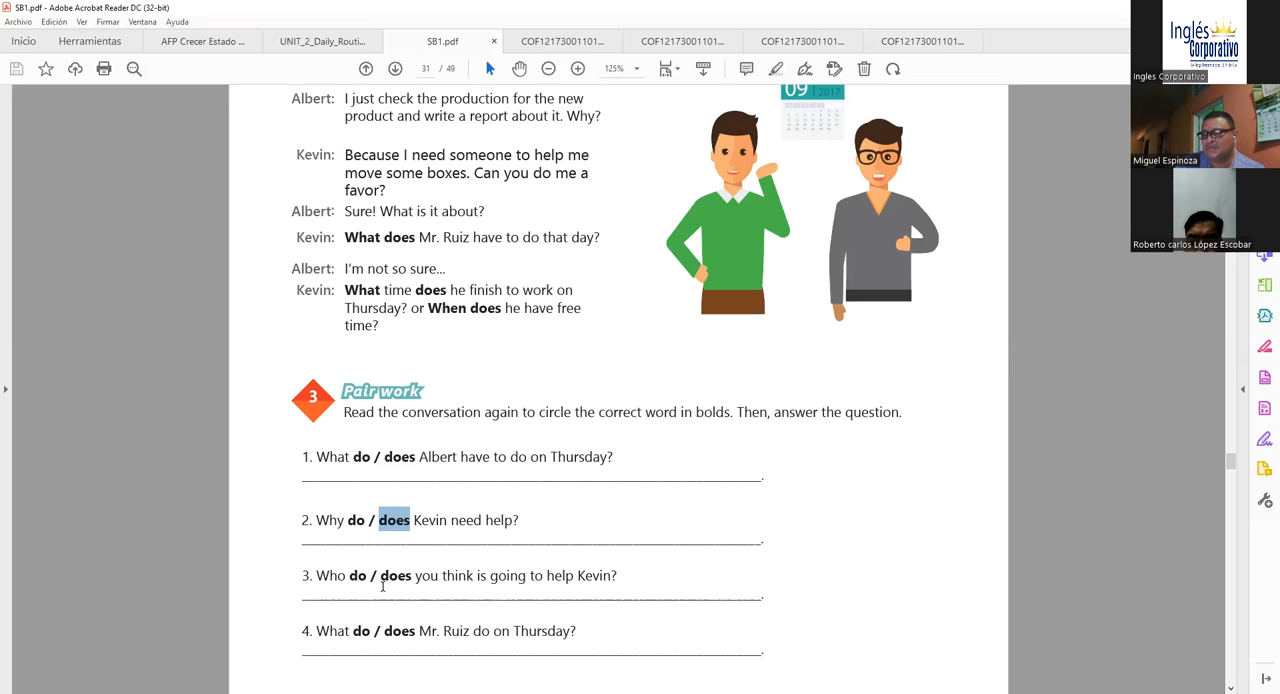 SB1.pdf - Adobe Acrobat Reader DC (32-bit)
Archivo Edición Ver Firmar Ventana Ayuda
Inicio Herramientas AFP Crecer Estado ... UNIT_2_Daily_Routi... SB1.pdf × COF12173001101... COF12173001101... COF12173001101... COF12173001101...
31 / 49 125%
Inglés
Corporativo
Ingles Corporativo
Miguel Espinoza
Roberto carlos López Escobar
09 2017
Albert: I just check the production for the new
product and write a report about it. Why?
Kevin: Because I need someone to help me
move some boxes. Can you do me a
favor?
Albert: Sure! What is it about?
Kevin: What does Mr. Ruiz have to do that day?
Albert: I'm not so sure...
Kevin: What time does he finish to work on
Thursday? or When does he have free
time?
3 Pair work
Read the conversation again to circle the correct word in bolds. Then, answer the question.
1. What do / does Albert have to do on Thursday?
2. Why do / does Kevin need help?
3. Who do / does you think is going to help Kevin?
4. What do / does Mr. Ruiz do on Thursday?